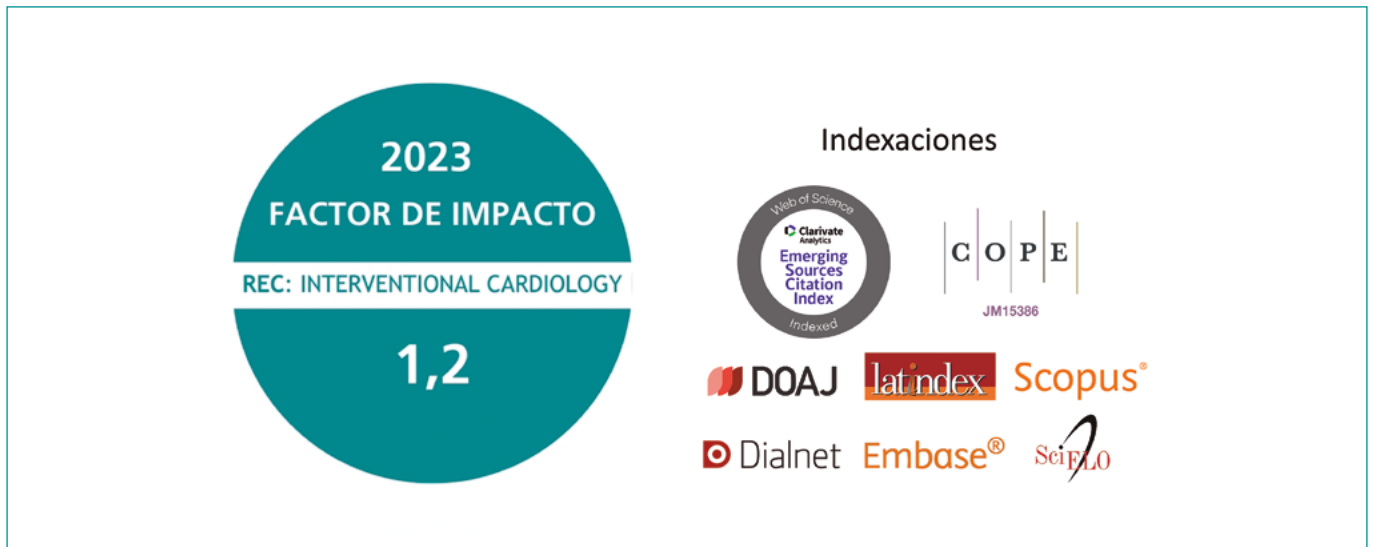 2023
FACTOR DE IMPACTO
REC: INTERVENTIONAL CARDIOLOGY
1,2
Indexaciones
Web of Science
Clarivate
Analytics
Emerging
Sources
Citation
Index
Indexed
COPE
JM15386
DOAJ
latindex
Scopus®
Dialnet
Embase®
SciELO